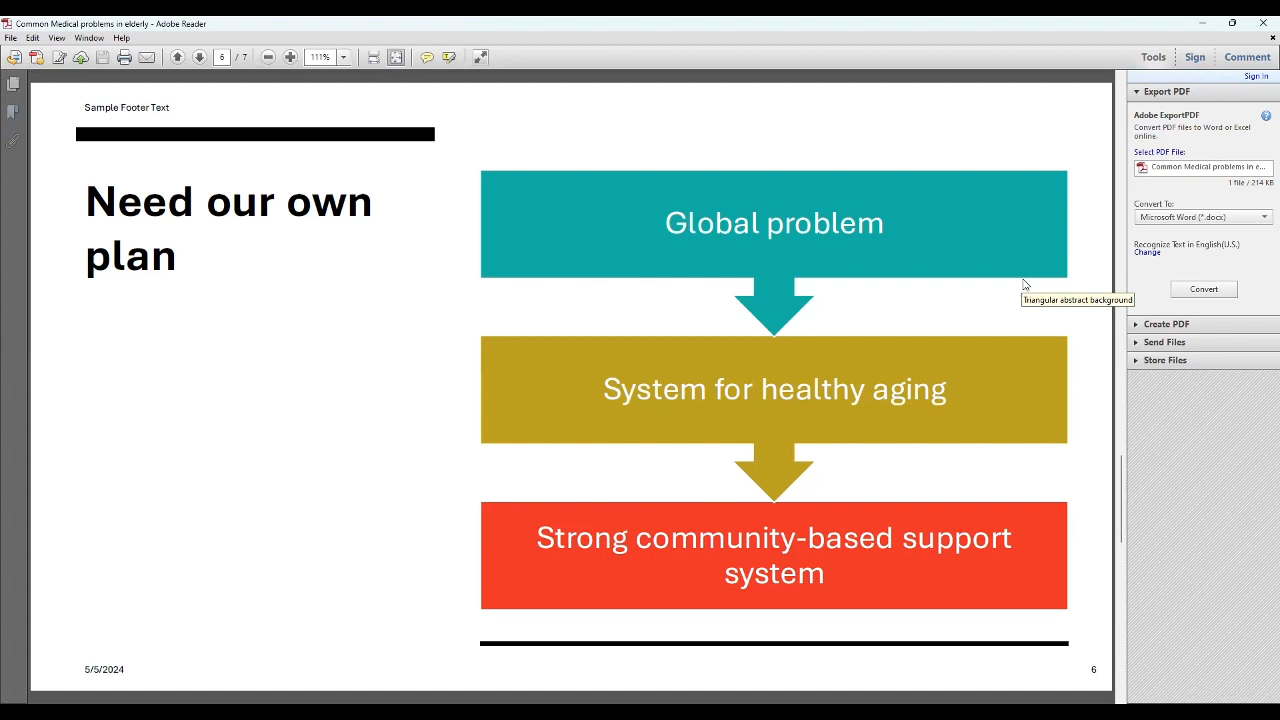 Common Medical problems in elderly - Adobe Reader
File Edit View Window Help
6 / 7
111%
Tools Sign Comment
Sign In
Export PDF
Adobe ExportPDF
Convert PDF files to Word or Excel
online.
Select PDF File:
Common Medical problems in e...
1 file / 214 KB
Convert To:
Microsoft Word (*.docx)
Recognize Text in English(U.S.)
Change
Convert
Create PDF
Send Files
Store Files
Sample Footer Text
Need our own
plan
Global problem
Triangular abstract background
System for healthy aging
Strong community-based support
system
5/5/2024
6